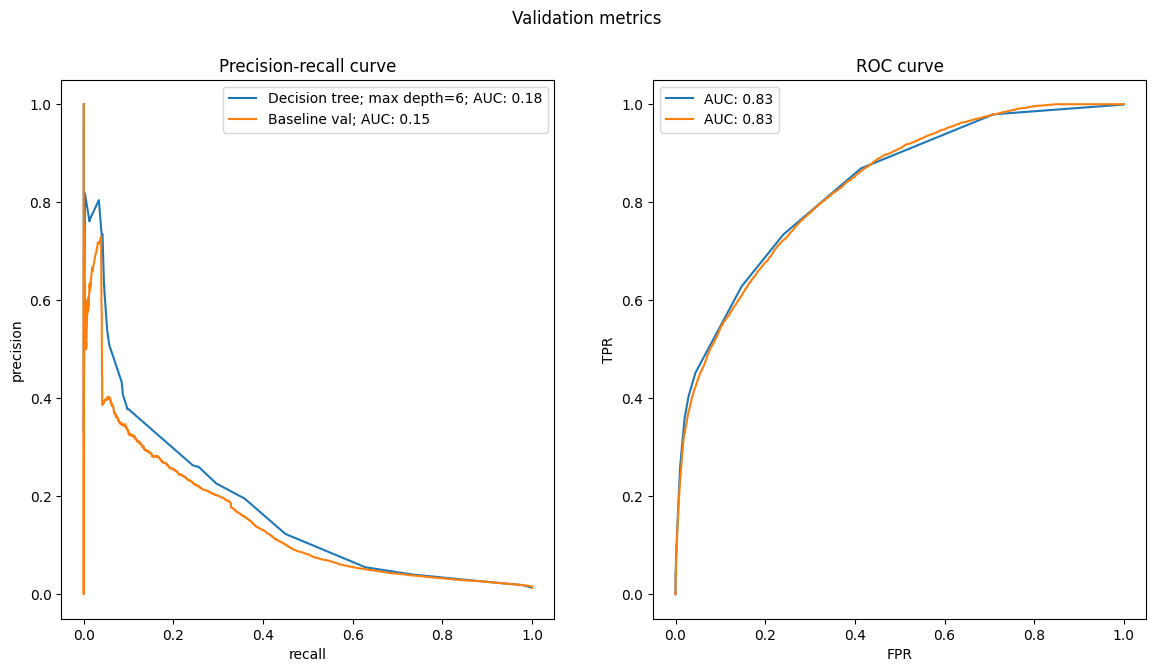 Validation metrics
Precision-recall curve
Decision tree; max depth=6; AUC: 0.18
Baseline val; AUC: 0.15
1.0
0.8
0.6
0.4
0.2
0.0
precision
0.0 0.2 0.4 0.6 0.8 1.0
recall
ROC curve
AUC: 0.83
AUC: 0.83
1.0
0.8
0.6
0.4
0.2
0.0
TPR
0.0 0.2 0.4 0.6 0.8 1.0
FPR